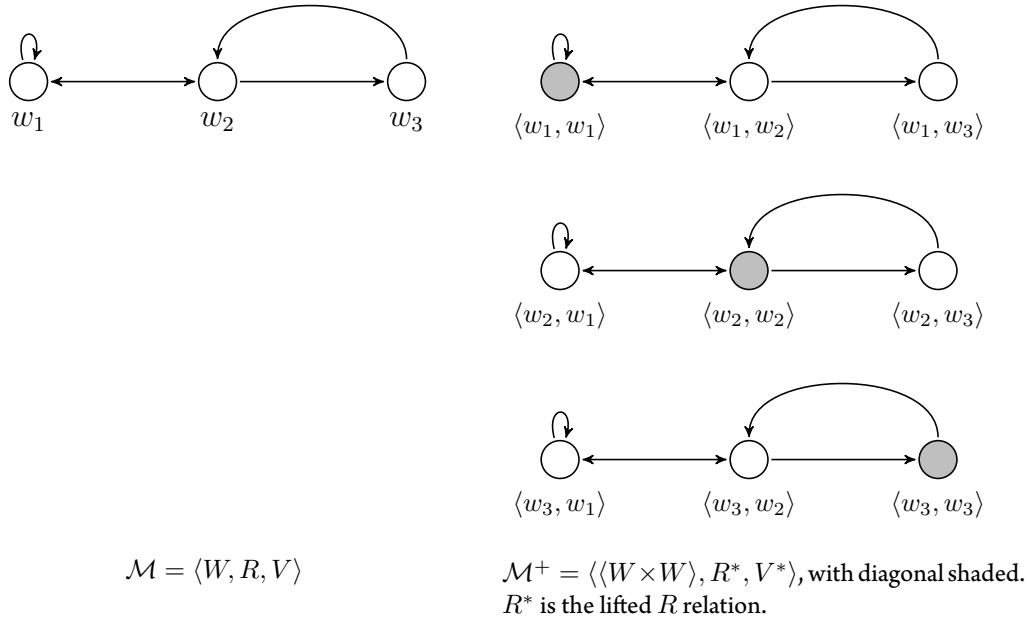 w₁ w₂ w₃
⟨w₁, w₁⟩ ⟨w₁, w₂⟩ ⟨w₁, w₃⟩
⟨w₂, w₁⟩ ⟨w₂, w₂⟩ ⟨w₂, w₃⟩
⟨w₃, w₁⟩ ⟨w₃, w₂⟩ ⟨w₃, w₃⟩
ℳ = ⟨W, R, V⟩
ℳ⁺ = ⟨⟨W×W⟩, R*, V*⟩, with diagonal shaded.
R* is the lifted R relation.